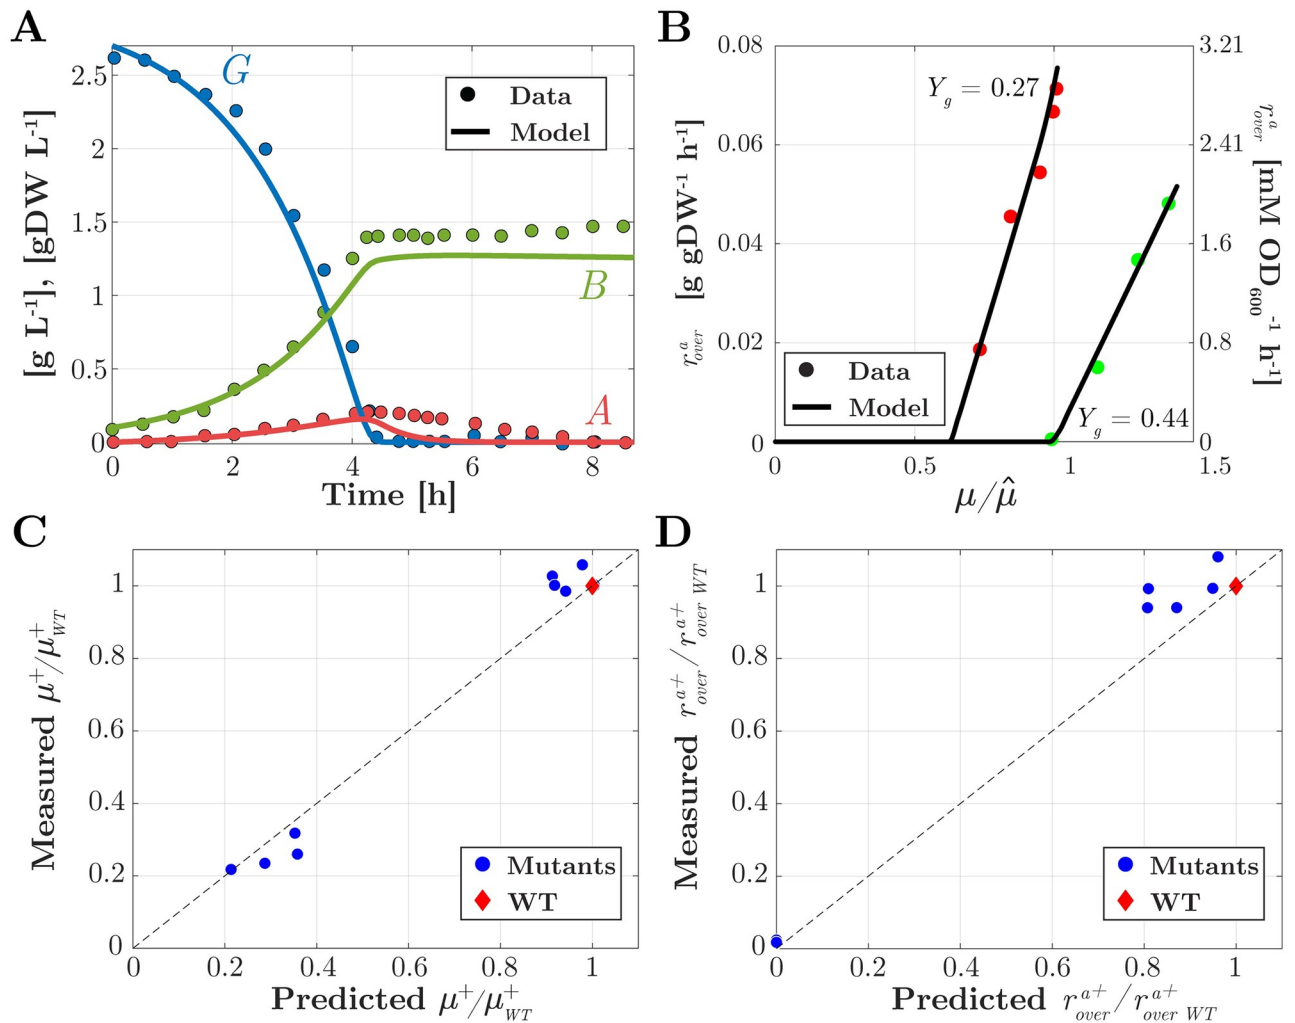 A
[g L⁻¹], [gDW L⁻¹]
2.5
2
1.5
1
0.5
0
G
B
A
Data
Model
0 2 4 6 8
Time [h]
B
r^a_over [g gDW⁻¹ h⁻¹]
0.08
0.06
0.04
0.02
0
Y_g = 0.27
Y_g = 0.44
Data
Model
3.21
2.41
1.6
0.8
0
r^a_over [mM OD₆₀₀⁻¹ h⁻¹]
0 0.5 1 1.5
μ/μ̂
C
Measured μ⁺/μ⁺_WT
1
0.8
0.6
0.4
0.2
0
Mutants
WT
0 0.2 0.4 0.6 0.8 1
Predicted μ⁺/μ⁺_WT
D
Measured r^a+_over/r^a+_over WT
1
0.8
0.6
0.4
0.2
0
Mutants
WT
0 0.2 0.4 0.6 0.8 1
Predicted r^a+_over/r^a+_over WT